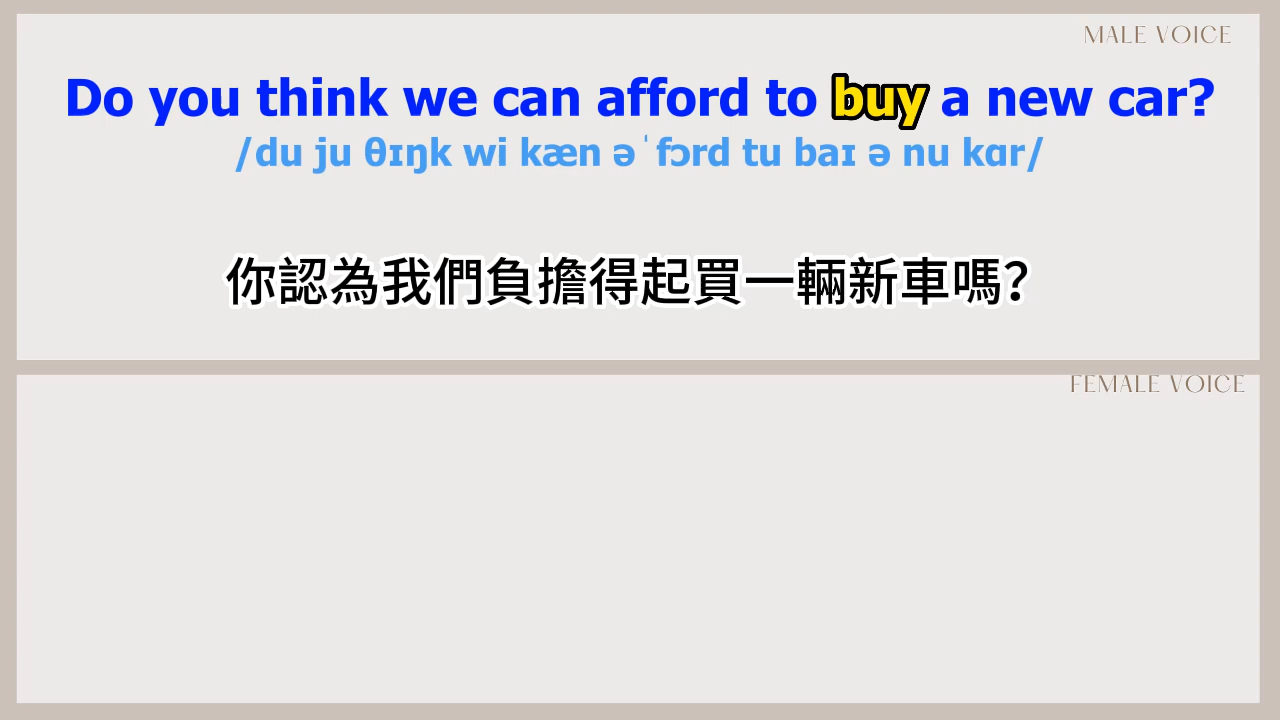 MALE VOICE
Do you think we can afford to buy a new car?
/du ju θɪŋk wi kæn əˈfɔrd tu baɪ ə nu kɑr/
你認為我們負擔得起買一輛新車嗎?
FEMALE VOICE